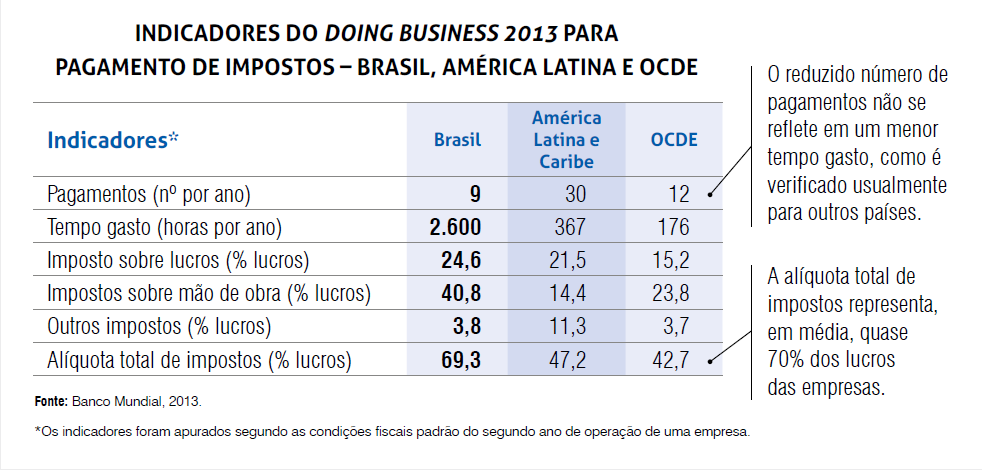 INDICADORES DO DOING BUSINESS 2013 PARA
PAGAMENTO DE IMPOSTOS – BRASIL, AMÉRICA LATINA E OCDE
Indicadores* Brasil América Latina e Caribe OCDE
Pagamentos (nº por ano) 9 30 12
Tempo gasto (horas por ano) 2.600 367 176
Imposto sobre lucros (% lucros) 24,6 21,5 15,2
Impostos sobre mão de obra (% lucros) 40,8 14,4 23,8
Outros impostos (% lucros) 3,8 11,3 3,7
Alíquota total de impostos (% lucros) 69,3 47,2 42,7
Fonte: Banco Mundial, 2013.
*Os indicadores foram apurados segundo as condições fiscais padrão do segundo ano de operação de uma empresa.
O reduzido número de
pagamentos não se
reflete em um menor
tempo gasto, como é
verificado usualmente
para outros países.
A alíquota total de
impostos representa,
em média, quase
70% dos lucros
das empresas.